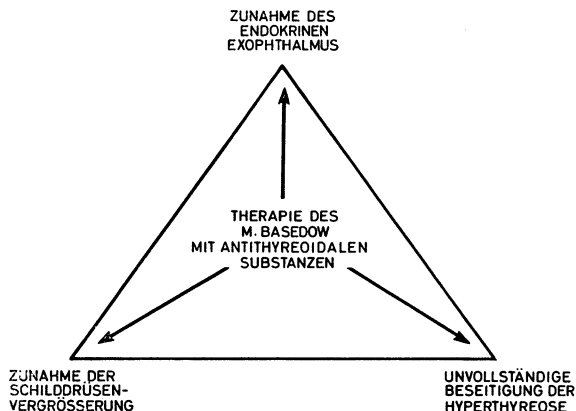 ZUNAHME DES
ENDOKRINEN
EXOPHTHALMUS
THERAPIE DES
M. BASEDOW
MIT ANTITHYREOIDALEN
SUBSTANZEN
ZUNAHME DER
SCHILDDRÜSEN-
VERGRÖSSERUNG
UNVOLLSTÄNDIGE
BESEITIGUNG DER
HYPERTHYREOSE